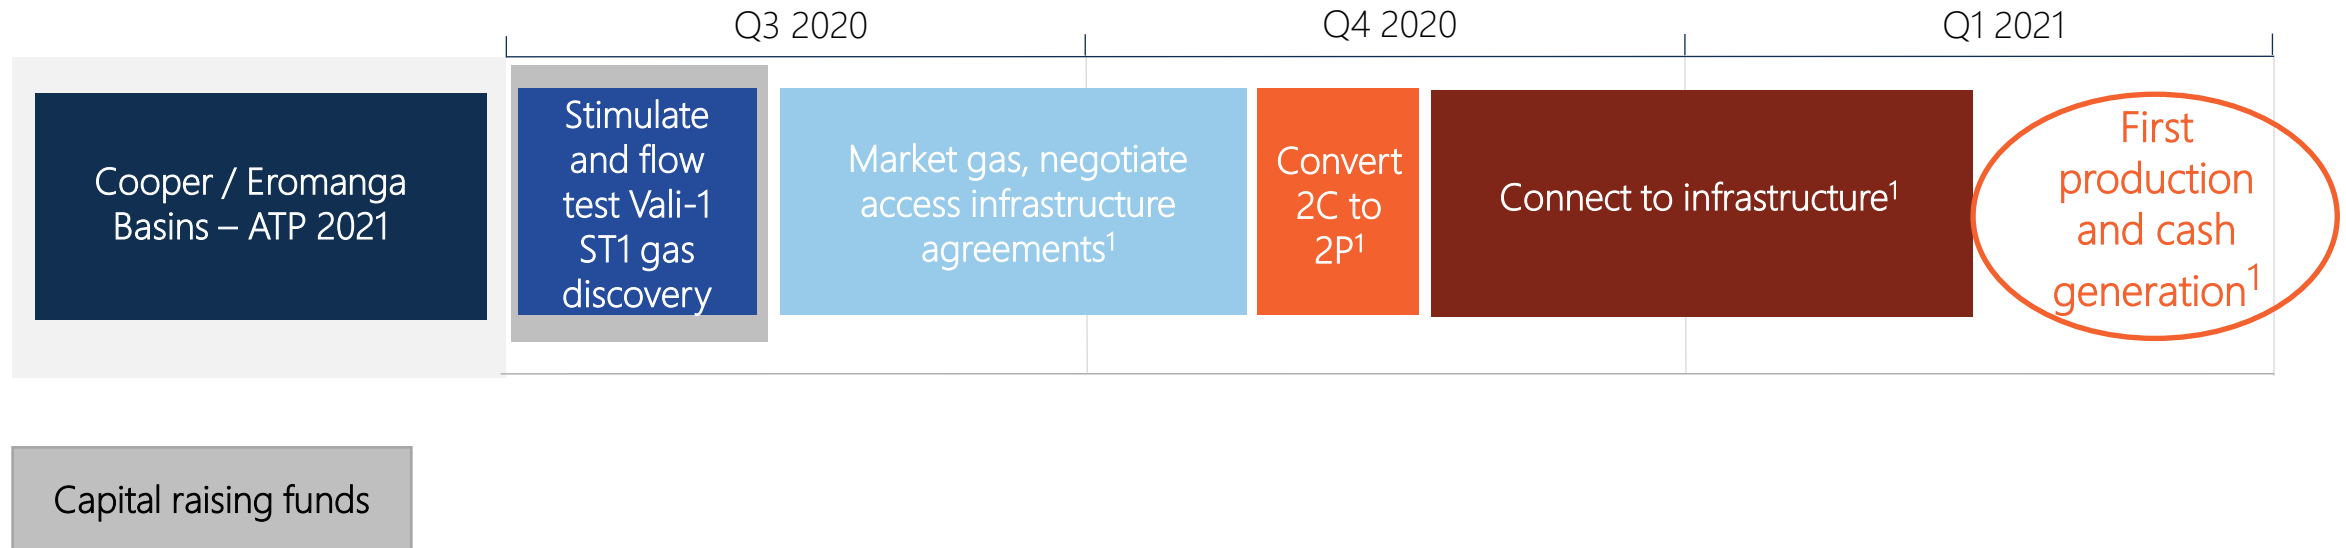 Q3 2020
Q4 2020
Q1 2021
Cooper / Eromanga
Basins – ATP 2021
Stimulate
and flow
test Vali-1
ST1 gas
discovery
Market gas, negotiate
access infrastructure
agreements¹
Convert
2C to
2P¹
Connect to infrastructure¹
First
production
and cash
generation¹
Capital raising funds